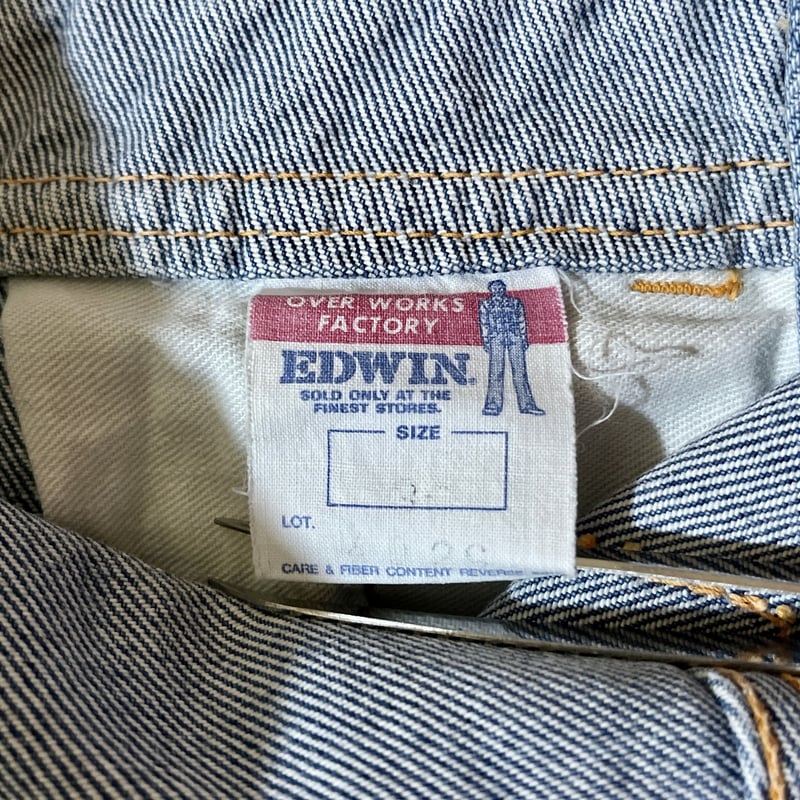 OVER WORKS
FACTORY
EDWIN.
SOLD ONLY AT THE
FINEST STORES.
SIZE
LOT.
CARE & FIBER CONTENT REVERSE